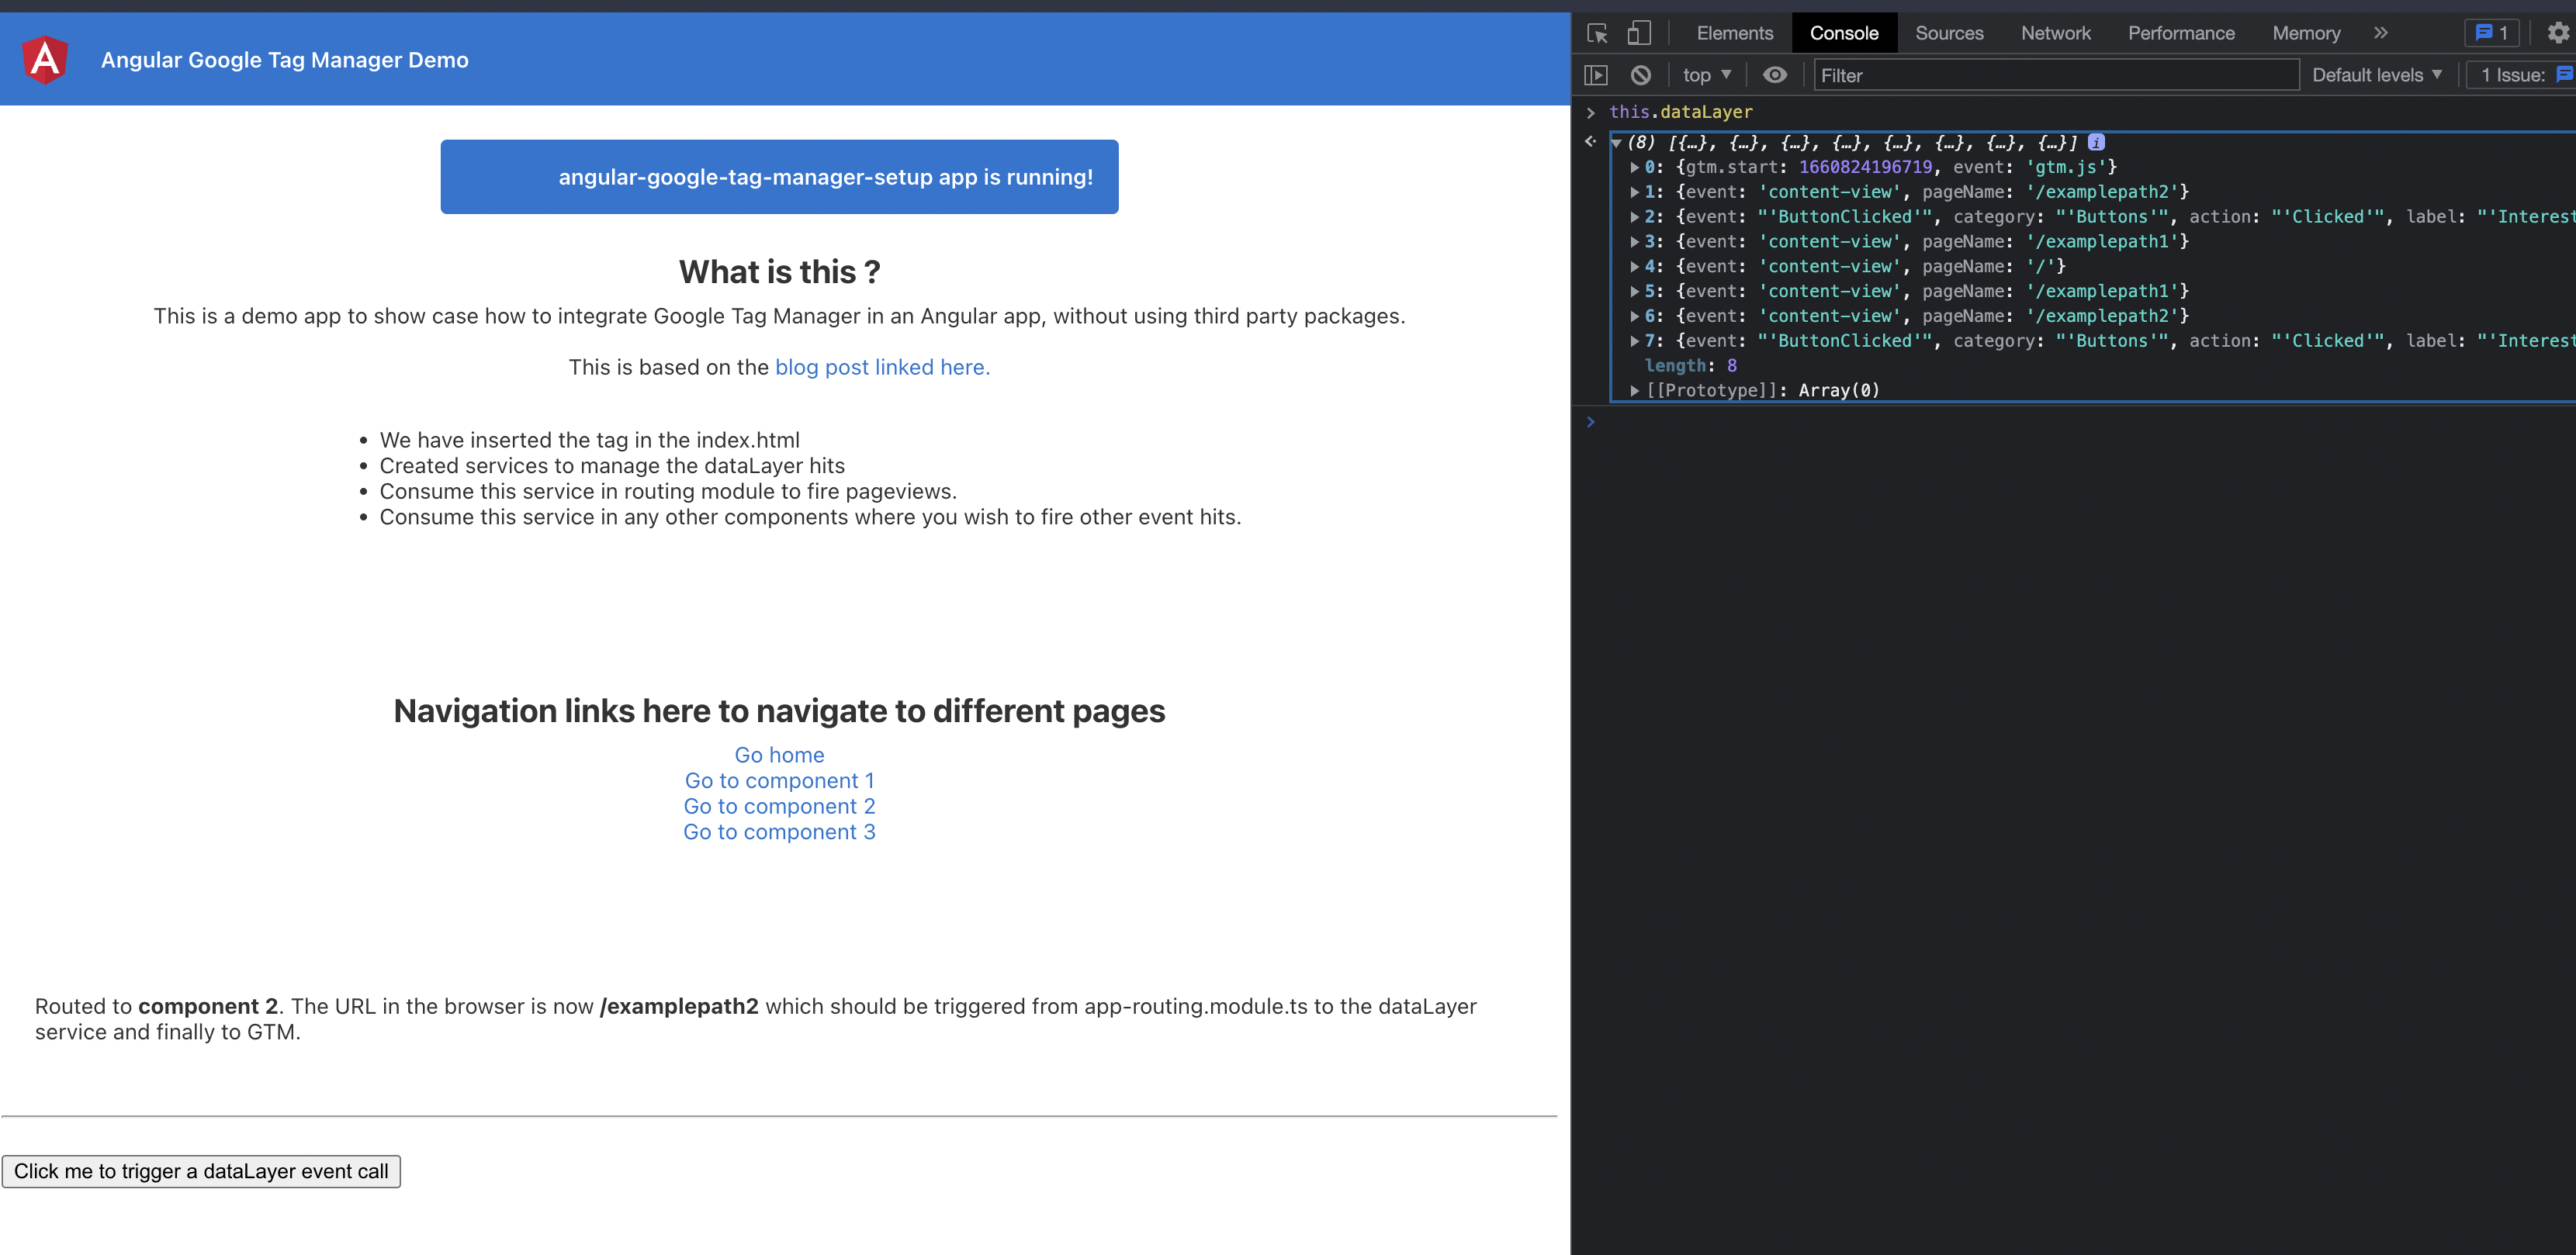 Angular Google Tag Manager Demo
angular-google-tag-manager-setup app is running!
What is this ?
This is a demo app to show case how to integrate Google Tag Manager in an Angular app, without using third party packages.
This is based on the blog post linked here.
• We have inserted the tag in the index.html
• Created services to manage the dataLayer hits
• Consume this service in routing module to fire pageviews.
• Consume this service in any other components where you wish to fire other event hits.
Navigation links here to navigate to different pages
Go home
Go to component 1
Go to component 2
Go to component 3
Routed to component 2. The URL in the browser is now /examplepath2 which should be triggered from app-routing.module.ts to the dataLayer
service and finally to GTM.
Click me to trigger a dataLayer event call
Elements Console Sources Network Performance Memory » 1
top Filter Default levels 1 Issue:
this.dataLayer
(8) [{…}, {…}, {…}, {…}, {…}, {…}, {…}, {…}] i
0: {gtm.start: 1660824196719, event: 'gtm.js'}
1: {event: 'content-view', pageName: '/examplepath2'}
2: {event: "'ButtonClicked'", category: "'Buttons'", action: "'Clicked'", label: "'Interest
3: {event: 'content-view', pageName: '/examplepath1'}
4: {event: 'content-view', pageName: '/'}
5: {event: 'content-view', pageName: '/examplepath1'}
6: {event: 'content-view', pageName: '/examplepath2'}
7: {event: "'ButtonClicked'", category: "'Buttons'", action: "'Clicked'", label: "'Interest
length: 8
[[Prototype]]: Array(0)